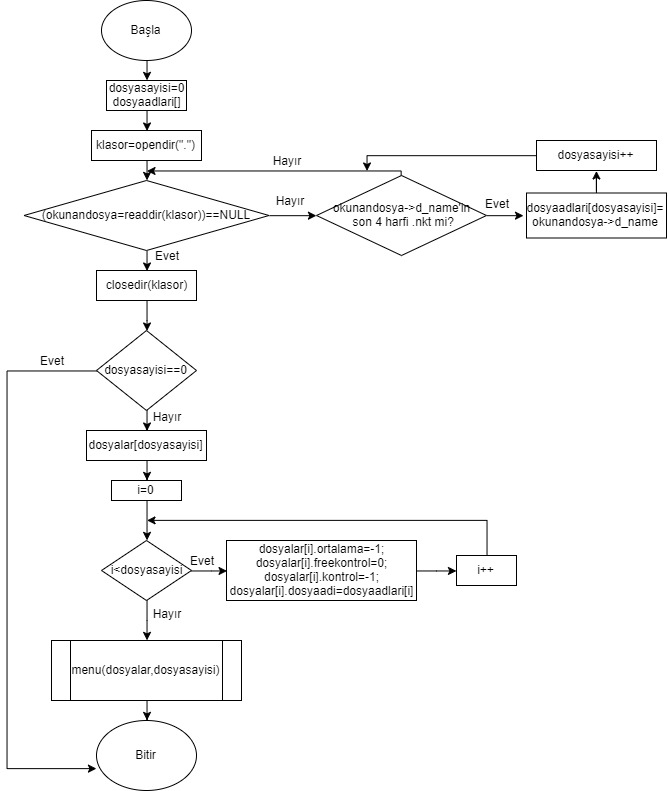 Başla
dosyasayisi=0
dosyaadlari[]
klasor=opendir(".")
Hayır
dosyasayisi++
(okunandosya=readdir(klasor))==NULL
Hayır
okunandosya->d_name'in
son 4 harfi .nkt mi?
Evet
dosyaadlari[dosyasayisi]=
okunandosya->d_name
Evet
closedir(klasor)
Evet
dosyasayisi==0
Hayır
dosyalar[dosyasayisi]
i=0
i<dosyasayisi
Evet
dosyalar[i].ortalama=-1;
dosyalar[i].freekontrol=0;
dosyalar[i].kontrol=-1;
dosyalar[i].dosyaadi=dosyaadlari[i]
i++
Hayır
menu(dosyalar,dosyasayisi)
Bitir